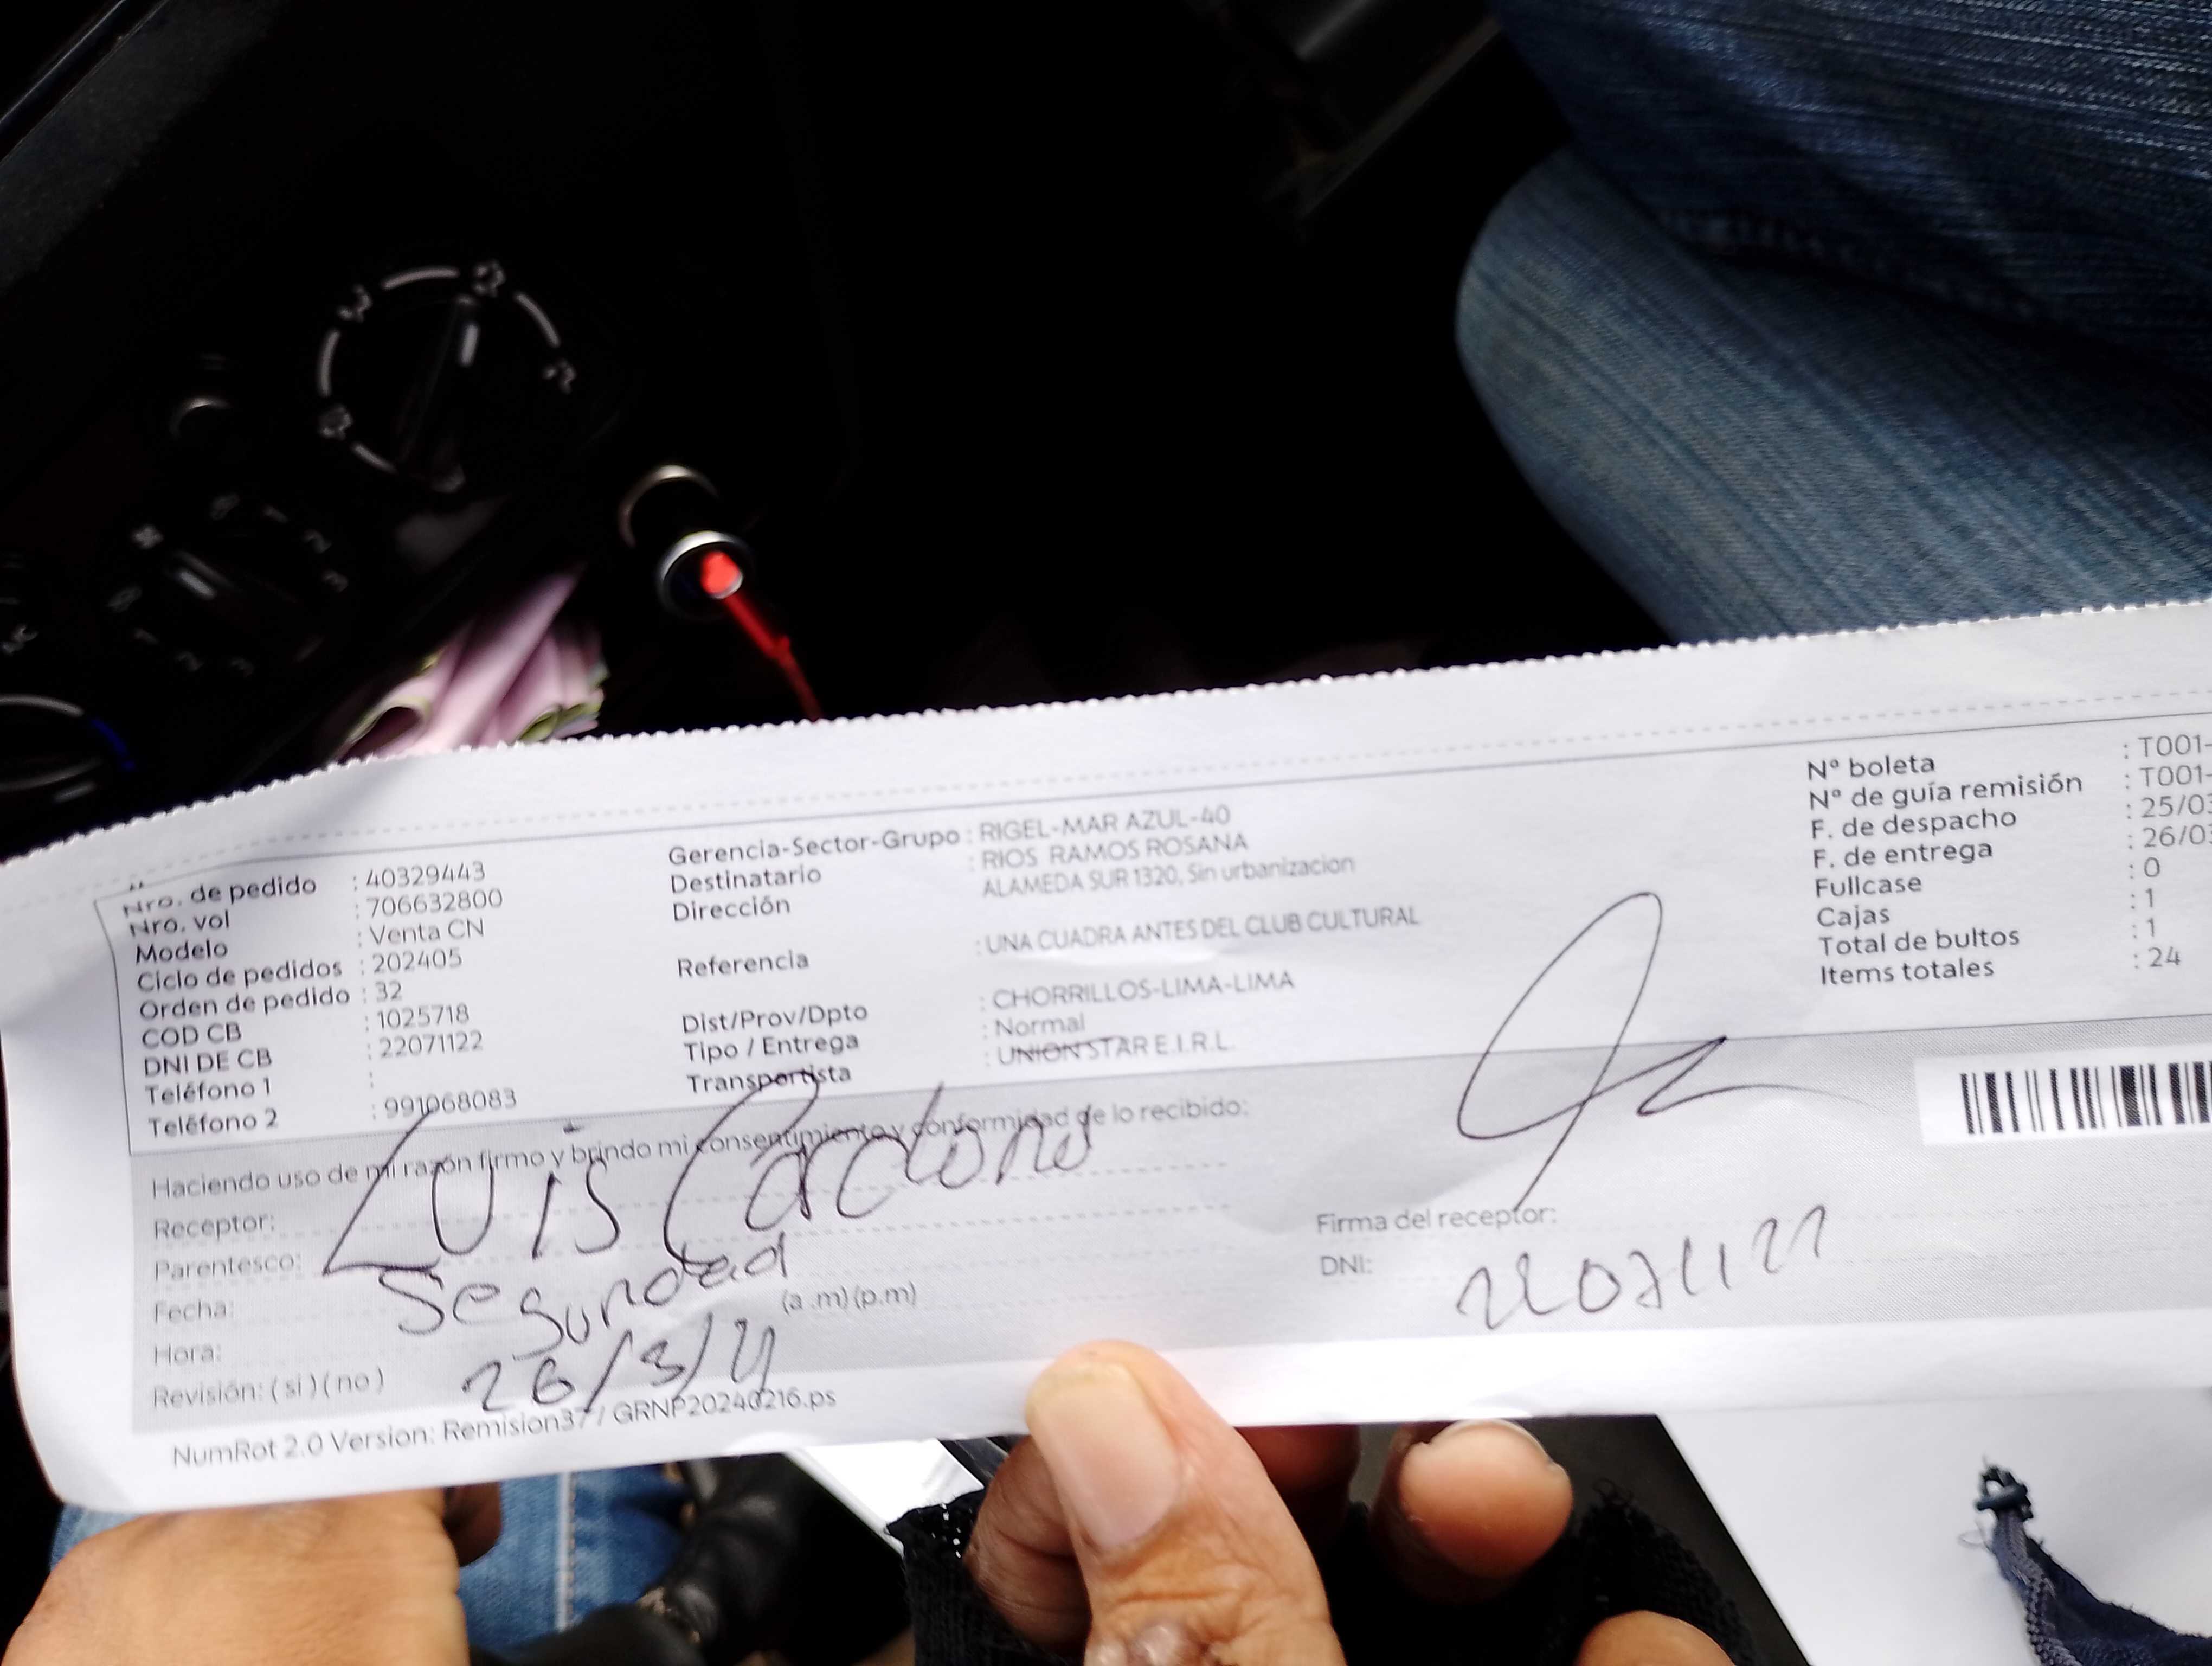 Nro. de pedido : 40329443
Nro. vol : 706632800
Modelo : Venta CN
Ciclo de pedidos : 202405
Orden de pedido : 32
COD CB : 1025718
DNI DE CB : 22071122
Teléfono 1 :
Teléfono 2 : 991068083
Gerencia-Sector-Grupo : RIGEL-MAR AZUL-40
Destinatario : RIOS RAMOS ROSANA
Dirección ALAMEDA SUR 1320, Sin urbanizacion
Referencia : UNA CUADRA ANTES DEL CLUB CULTURAL
Dist/Prov/Dpto : CHORRILLOS-LIMA-LIMA
Tipo / Entrega : Normal
Transportista : UNION STAR E.I.R.L.
Nº boleta : T001-
Nº de guía remisión : T001-
F. de despacho : 25/03
F. de entrega : 26/03
Fullcase : 0
Cajas : 1
Total de bultos : 1
Items totales : 24
Haciendo uso de mi razón firmo y brindo mi consentimiento y conformidad de lo recibido:
Receptor: Luis Cardona
Parentesco:
Fecha: 26/3/
Hora: (a .m) (p.m)
Revisión: ( si ) ( no )
Firma del receptor:
DNI: 22071122
NumRot 2.0 Version: Remision37 / GRNP20240216.ps